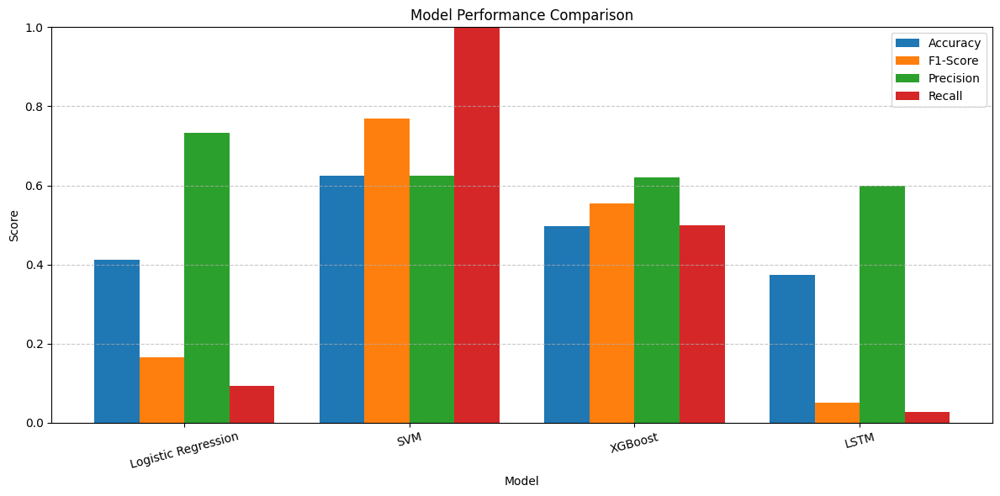 Model Performance Comparison
1.0
0.8
0.6
0.4
0.2
0.0
Score
Accuracy
F1-Score
Precision
Recall
Logistic Regression
SVM
XGBoost
LSTM
Model